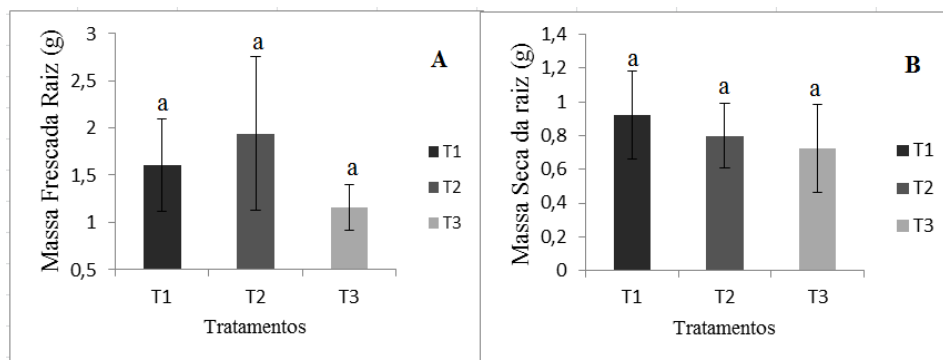 Massa Frescada Raiz (g)
3
2,5
2
1,5
1
0,5
a
a
a
A
T1
T2
T3
T1
T2
T3
Tratamentos
Massa Seca da raiz (g)
1,4
1,2
1
0,8
0,6
0,4
0,2
0
a
a
a
B
T1
T2
T3
T1
T2
T3
Tratamentos